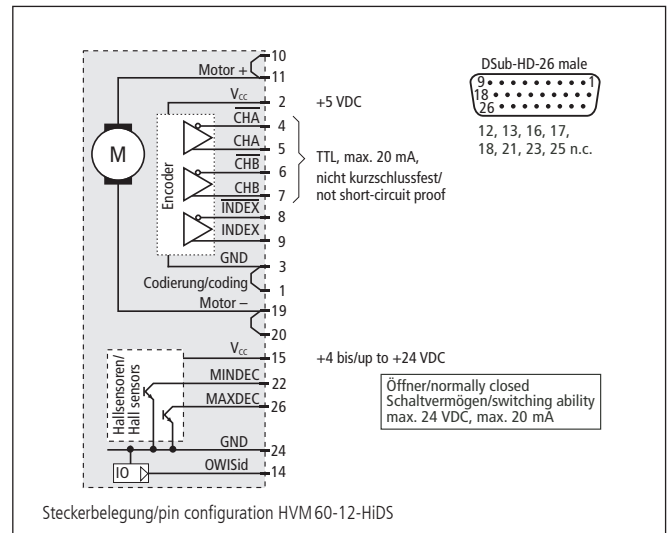 10
Motor + 11
DSub-HD-26 male
9 1
18
26
12, 13, 16, 17,
18, 21, 23, 25 n.c.
VCC 2 +5 VDC
C̅H̅A̅ 4
CHA 5
C̅H̅B̅ 6
CHB 7
I̅N̅D̅E̅X̅ 8
INDEX 9
TTL, max. 20 mA,
nicht kurzschlussfest/
not short-circuit proof
M
Encoder
GND 3
Codierung/coding 1
Motor – 19
20
VCC 15 +4 bis/up to +24 VDC
Hallsensoren/
Hall sensors
MINDEC 22
MAXDEC 26
Öffner/normally closed
Schaltvermögen/switching ability
max. 24 VDC, max. 20 mA
GND 24
IO OWISid 14
Steckerbelegung/pin configuration HVM 60-12-HiDS